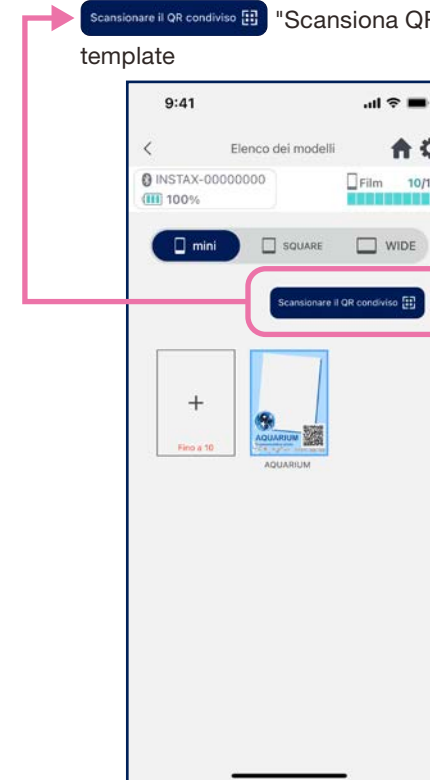 Scansionare il QR condiviso "Scansiona QR
template
9:41
Elenco dei modelli
INSTAX-00000000
100%
Film 10/1
mini SQUARE WIDE
Scansionare il QR condiviso
+
Fino a 10
AQUARIUM
AQUARIUM